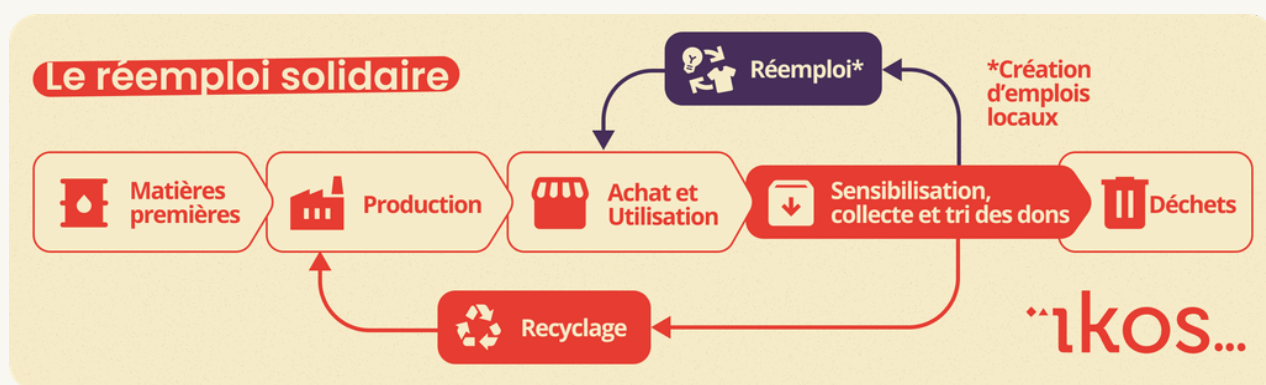 Le réemploi solidaire
Réemploi*
*Création
d'emplois
locaux
Matières
premières
Production
Achat et
Utilisation
Sensibilisation,
collecte et tri des dons
Déchets
Recyclage
ikos...